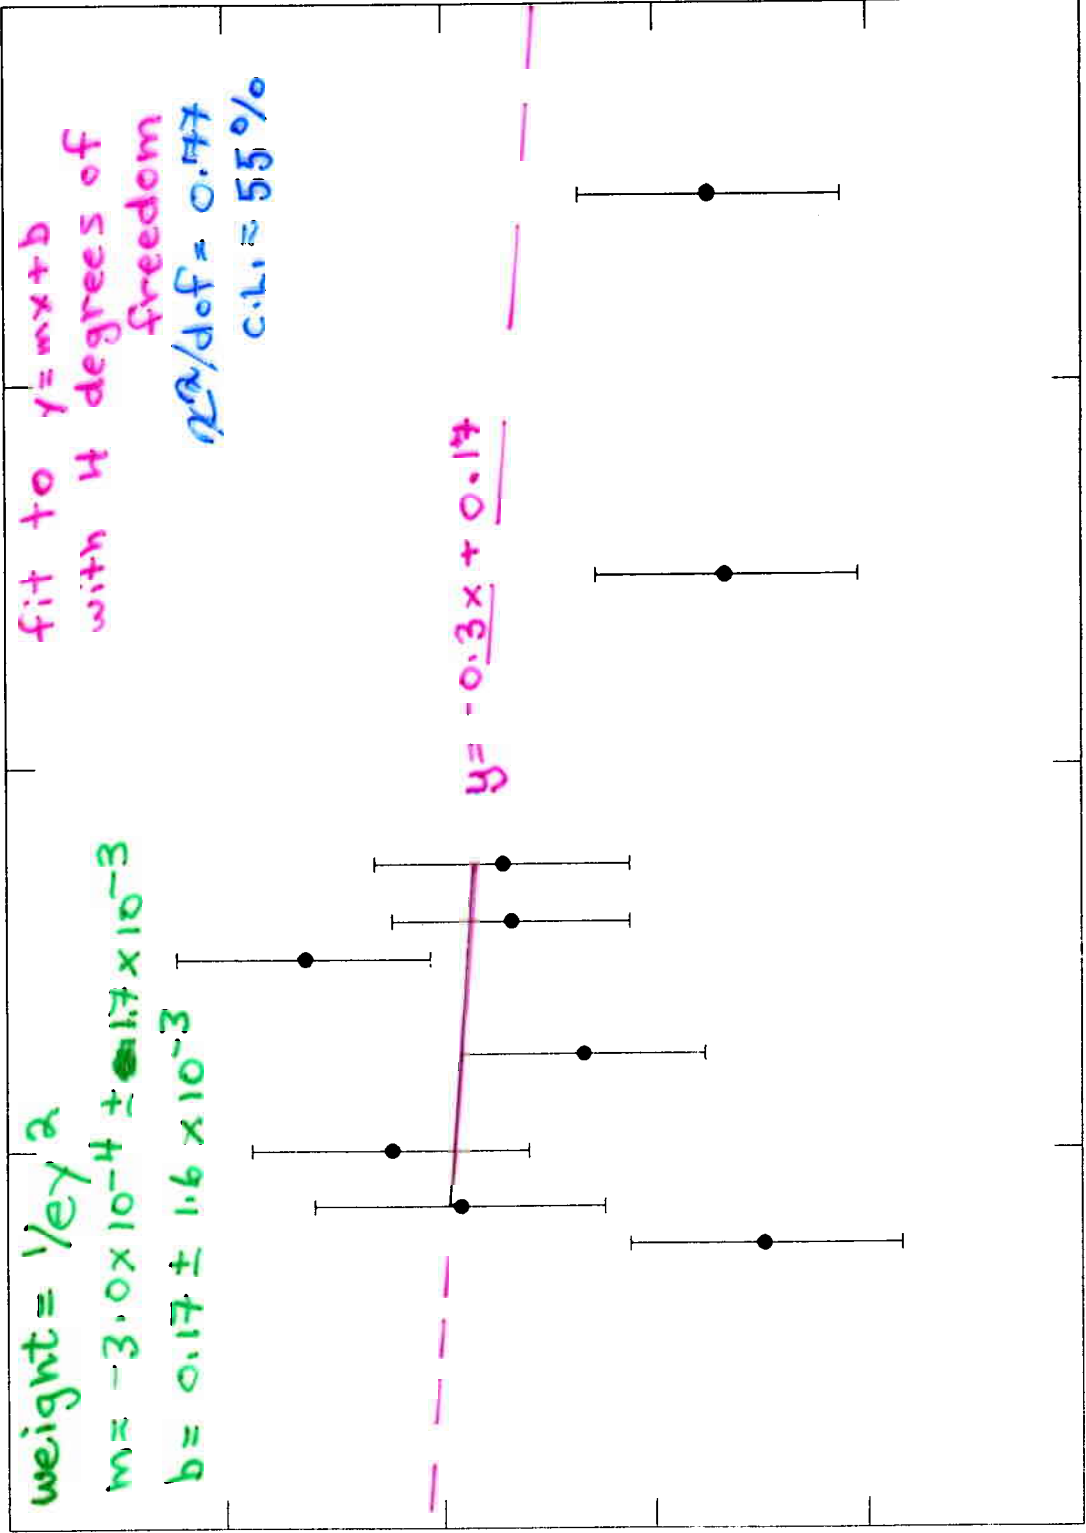 weight = 1/ey2
m = -3.0 x 10-4 ± 1.7 x 10-3
b = 0.17 ± 1.6 x 10-3
fit to y = mx + b
with 4 degrees of
freedom
x2/dof = 0.77
C.L. = 55%
y = -0.3x + 0.17